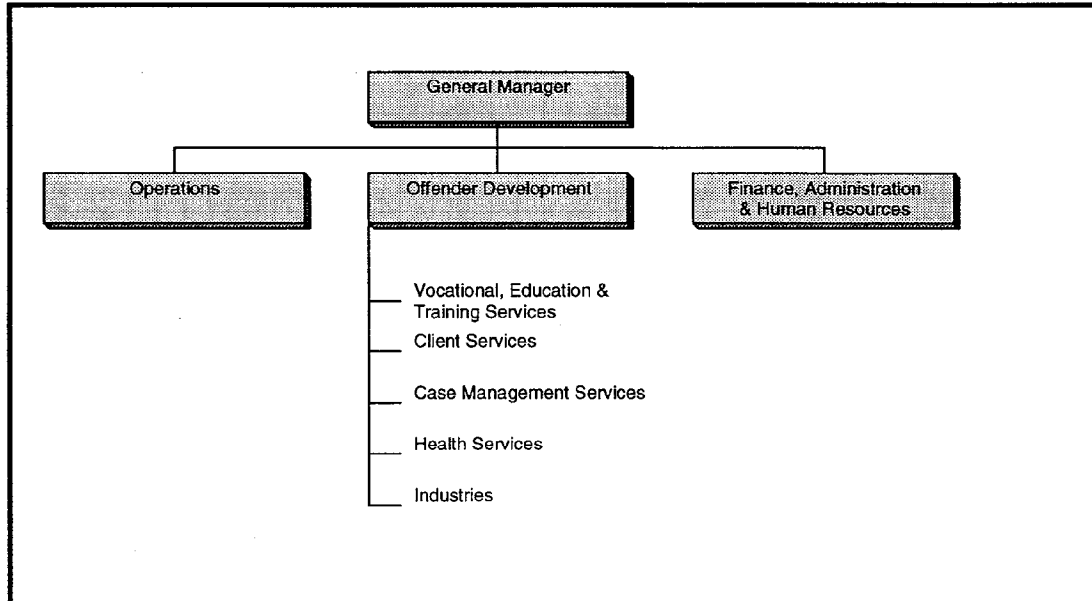 General Manager
Operations
Offender Development
Finance, Administration
& Human Resources
Vocational, Education &
Training Services
Client Services
Case Management Services
Health Services
Industries